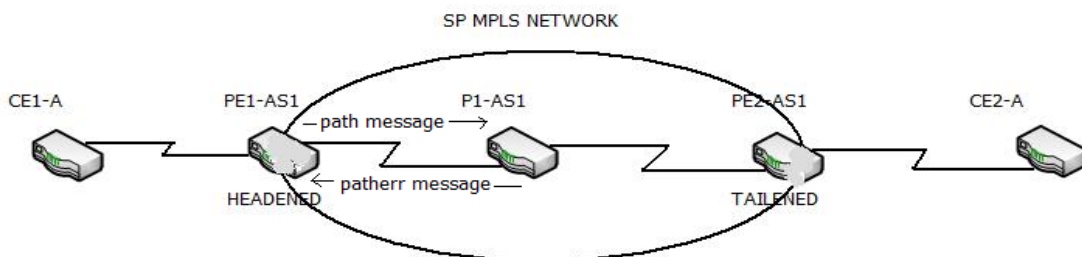 SP MPLS NETWORK
CE1-A
PE1-AS1
P1-AS1
PE2-AS1
CE2-A
path message
patherr message
HEADENED
TAILENED